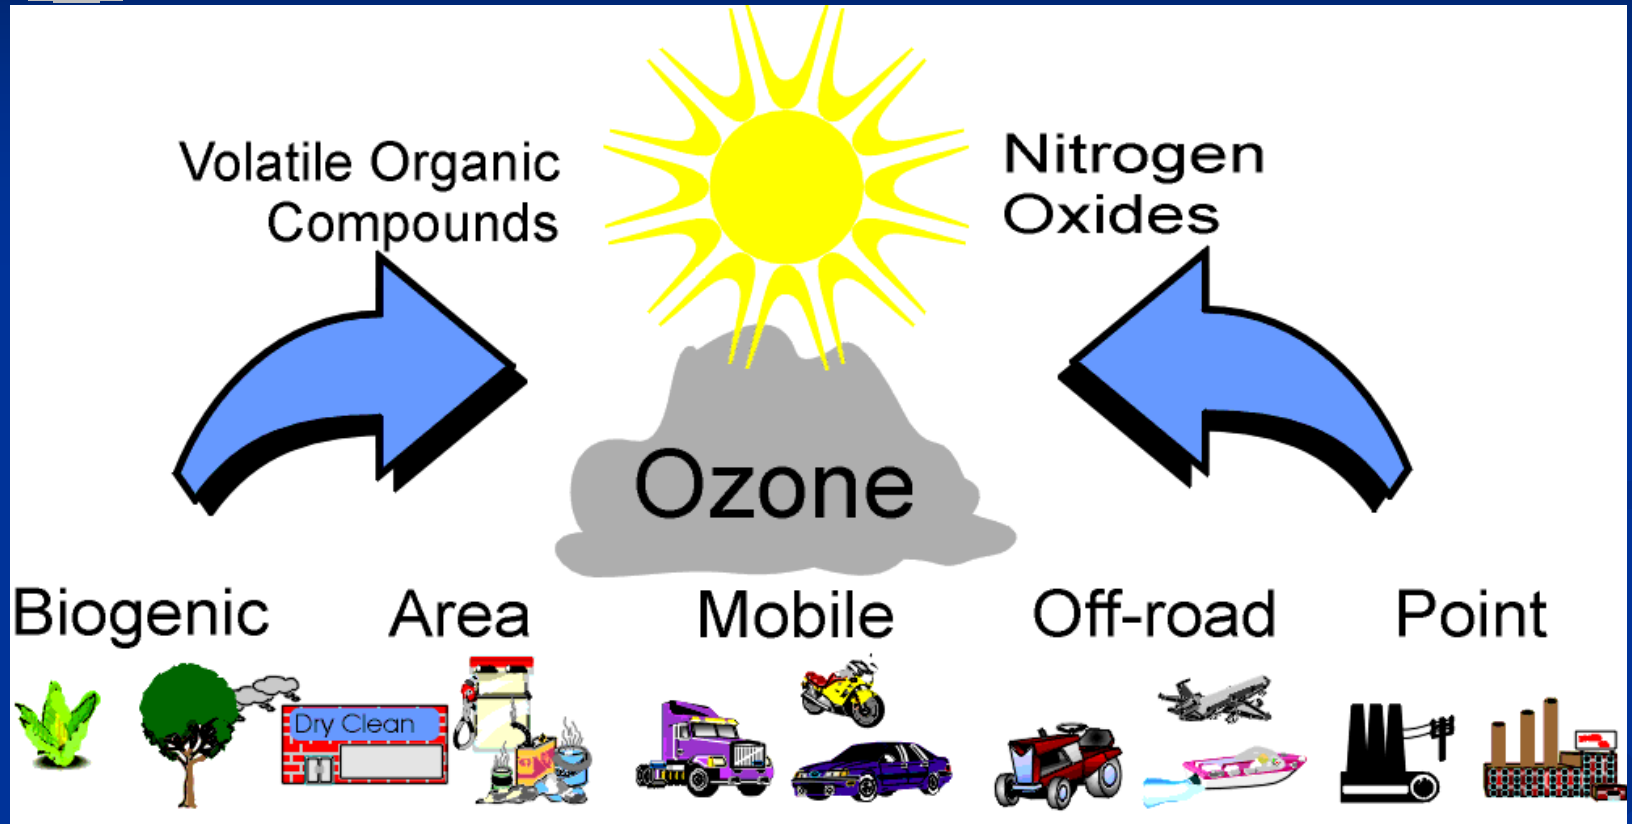 Volatile Organic
Compounds
Nitrogen
Oxides
Ozone
Biogenic
Area
Mobile
Off-road
Point
Dry Clean